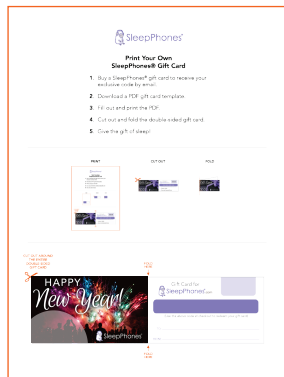 SleepPhones®
Print Your Own
SleepPhones® Gift Card
1. Buy a SleepPhones® gift card to receive your
exclusive code by email.
2. Download a PDF gift card template.
3. Fill out and print the PDF.
4. Cut out and fold the double-sided gift card.
5. Give the gift of sleep!
PRINT
CUT OUT
FOLD
CUT OUT AROUND
THE ENTIRE
DOUBLE-SIDED
GIFT CARD
FOLD
HERE
HAPPY
New Year!
SleepPhones
Gift Card for
SleepPhones
FOLD
HERE